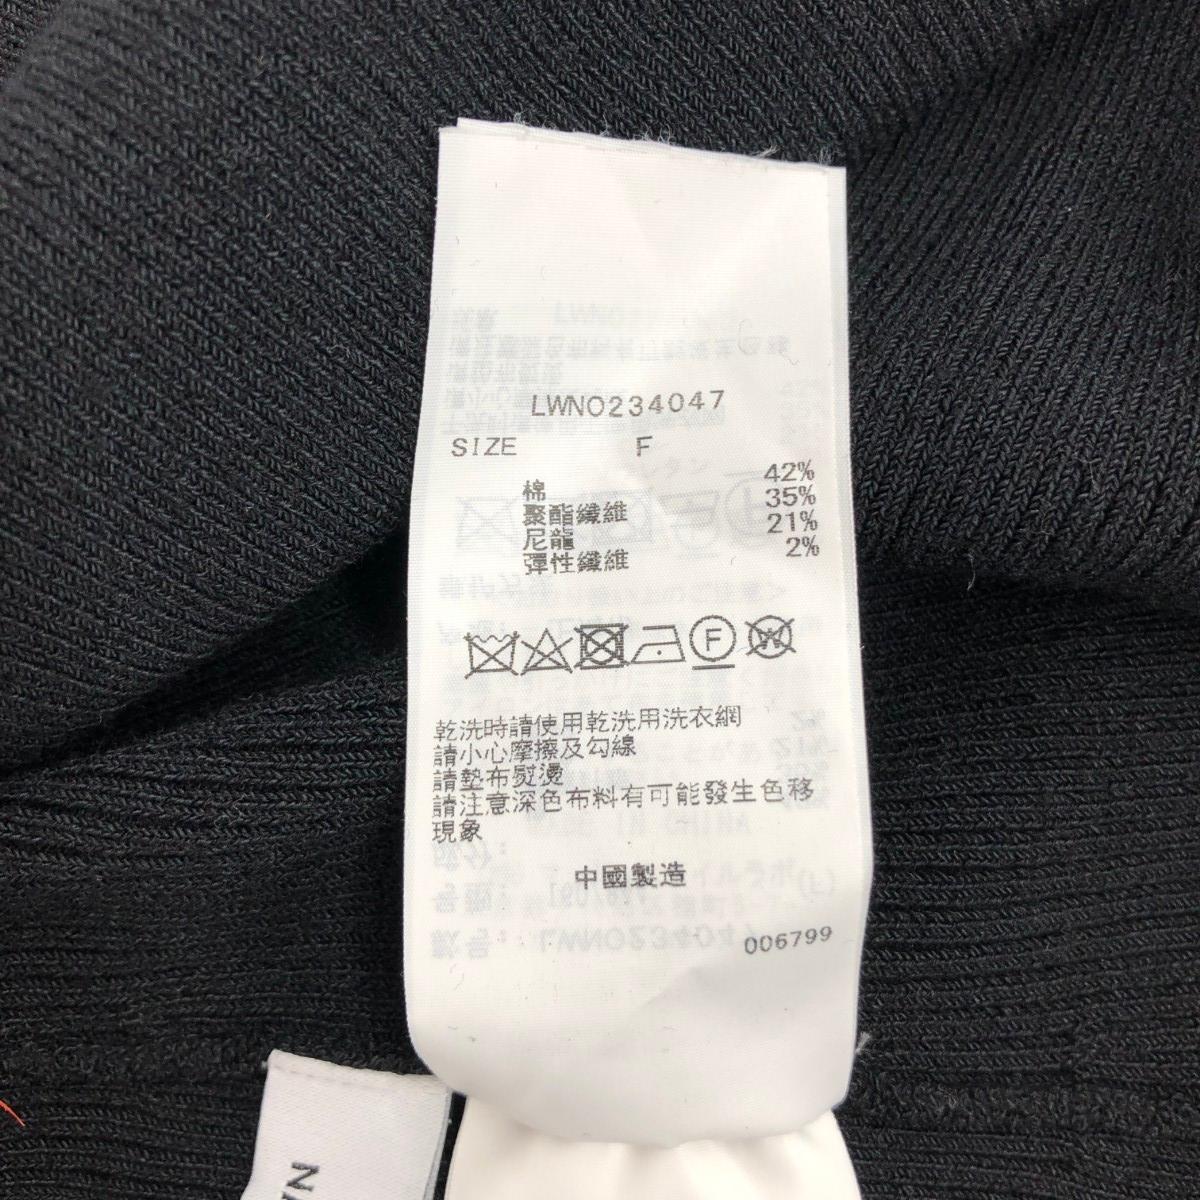 LWNO234047
SIZE F
棉 42%
聚酯纖維 35%
尼龍 21%
彈性纖維 2%
F W
乾洗時請使用乾洗用洗衣網
請小心摩擦及勾線
請墊布熨燙
請注意深色布料有可能發生色移
現象
中國製造
006799